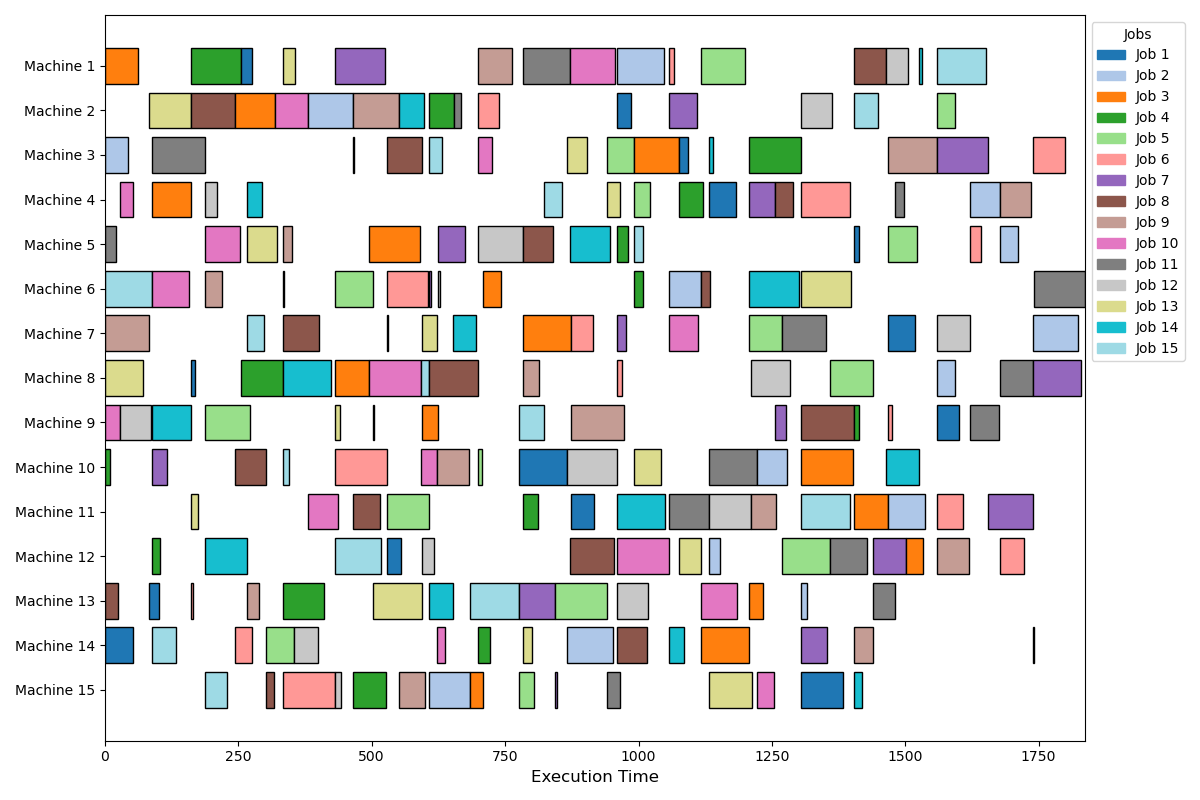 Machine 1
Machine 2
Machine 3
Machine 4
Machine 5
Machine 6
Machine 7
Machine 8
Machine 9
Machine 10
Machine 11
Machine 12
Machine 13
Machine 14
Machine 15
0 250 500 750 1000 1250 1500 1750
Execution Time
Jobs
Job 1
Job 2
Job 3
Job 4
Job 5
Job 6
Job 7
Job 8
Job 9
Job 10
Job 11
Job 12
Job 13
Job 14
Job 15